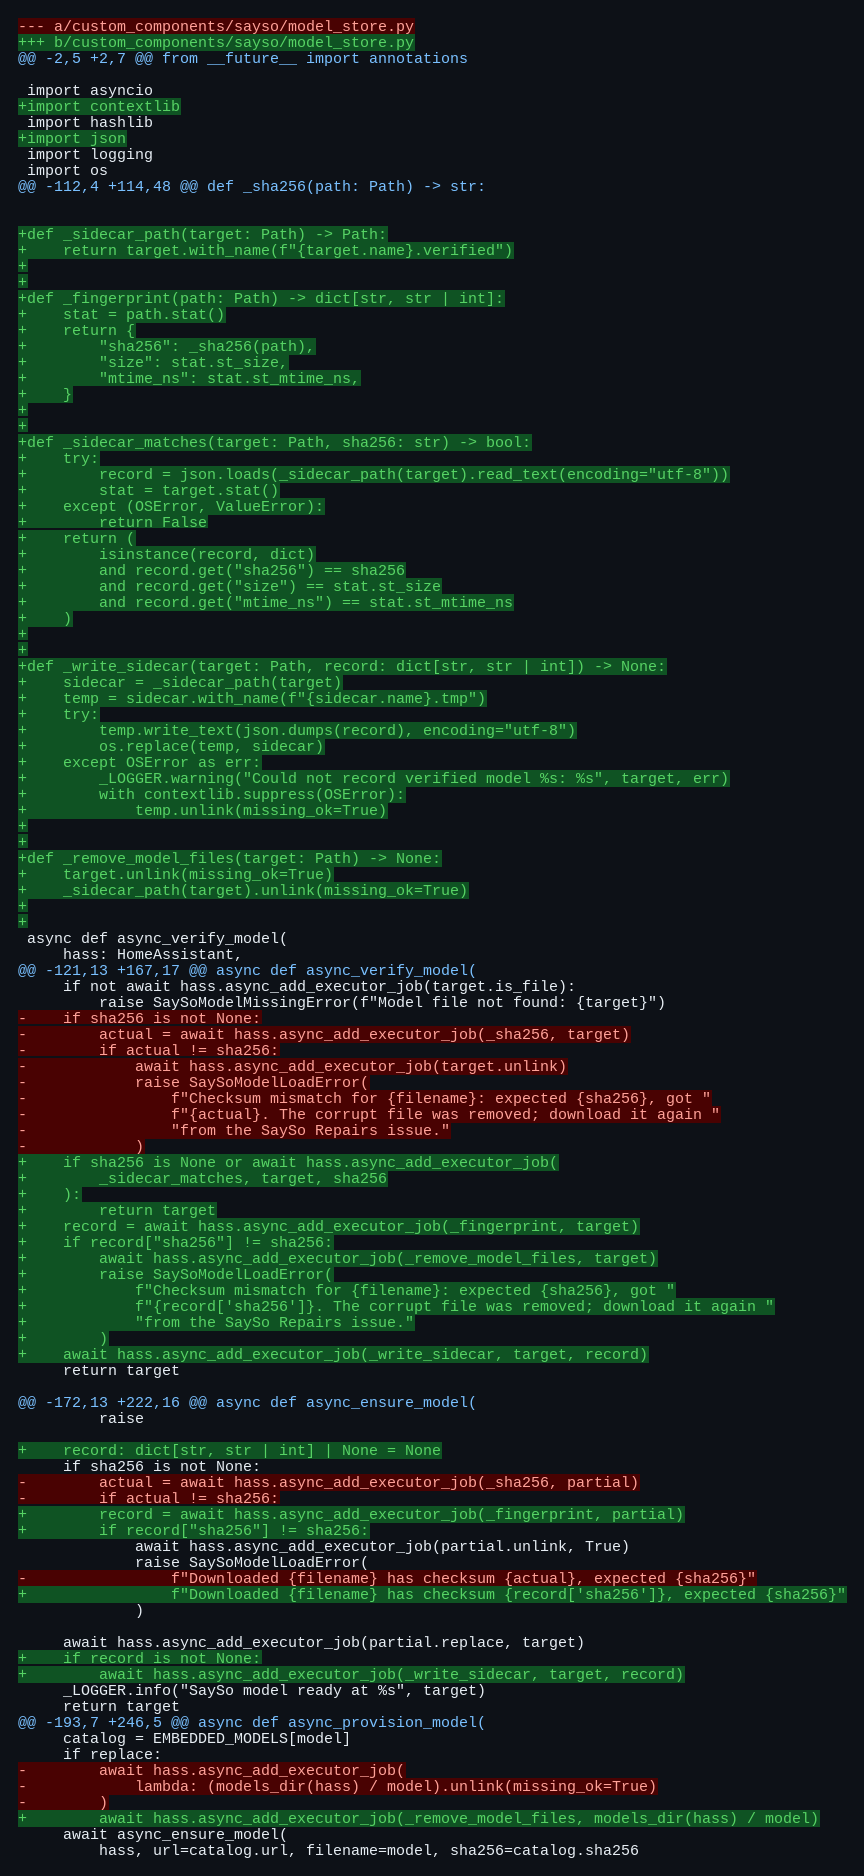 --- a/custom_components/sayso/model_store.py
+++ b/custom_components/sayso/model_store.py
@@ -2,5 +2,7 @@ from __future__ import annotations

 import asyncio
+import contextlib
 import hashlib
+import json
 import logging
 import os
@@ -112,4 +114,48 @@ def _sha256(path: Path) -> str:


+def _sidecar_path(target: Path) -> Path:
+    return target.with_name(f"{target.name}.verified")
+
+
+def _fingerprint(path: Path) -> dict[str, str | int]:
+    stat = path.stat()
+    return {
+        "sha256": _sha256(path),
+        "size": stat.st_size,
+        "mtime_ns": stat.st_mtime_ns,
+    }
+
+
+def _sidecar_matches(target: Path, sha256: str) -> bool:
+    try:
+        record = json.loads(_sidecar_path(target).read_text(encoding="utf-8"))
+        stat = target.stat()
+    except (OSError, ValueError):
+        return False
+    return (
+        isinstance(record, dict)
+        and record.get("sha256") == sha256
+        and record.get("size") == stat.st_size
+        and record.get("mtime_ns") == stat.st_mtime_ns
+    )
+
+
+def _write_sidecar(target: Path, record: dict[str, str | int]) -> None:
+    sidecar = _sidecar_path(target)
+    temp = sidecar.with_name(f"{sidecar.name}.tmp")
+    try:
+        temp.write_text(json.dumps(record), encoding="utf-8")
+        os.replace(temp, sidecar)
+    except OSError as err:
+        _LOGGER.warning("Could not record verified model %s: %s", target, err)
+        with contextlib.suppress(OSError):
+            temp.unlink(missing_ok=True)
+
+
+def _remove_model_files(target: Path) -> None:
+    target.unlink(missing_ok=True)
+    _sidecar_path(target).unlink(missing_ok=True)
+
+
 async def async_verify_model(
     hass: HomeAssistant,
@@ -121,13 +167,17 @@ async def async_verify_model(
     if not await hass.async_add_executor_job(target.is_file):
         raise SaySoModelMissingError(f"Model file not found: {target}")
-    if sha256 is not None:
-        actual = await hass.async_add_executor_job(_sha256, target)
-        if actual != sha256:
-            await hass.async_add_executor_job(target.unlink)
-            raise SaySoModelLoadError(
-                f"Checksum mismatch for {filename}: expected {sha256}, got "
-                f"{actual}. The corrupt file was removed; download it again "
-                "from the SaySo Repairs issue."
-            )
+    if sha256 is None or await hass.async_add_executor_job(
+        _sidecar_matches, target, sha256
+    ):
+        return target
+    record = await hass.async_add_executor_job(_fingerprint, target)
+    if record["sha256"] != sha256:
+        await hass.async_add_executor_job(_remove_model_files, target)
+        raise SaySoModelLoadError(
+            f"Checksum mismatch for {filename}: expected {sha256}, got "
+            f"{record['sha256']}. The corrupt file was removed; download it again "
+            "from the SaySo Repairs issue."
+        )
+    await hass.async_add_executor_job(_write_sidecar, target, record)
     return target

@@ -172,13 +222,16 @@ async def async_ensure_model(
         raise

+    record: dict[str, str | int] | None = None
     if sha256 is not None:
-        actual = await hass.async_add_executor_job(_sha256, partial)
-        if actual != sha256:
+        record = await hass.async_add_executor_job(_fingerprint, partial)
+        if record["sha256"] != sha256:
             await hass.async_add_executor_job(partial.unlink, True)
             raise SaySoModelLoadError(
-                f"Downloaded {filename} has checksum {actual}, expected {sha256}"
+                f"Downloaded {filename} has checksum {record['sha256']}, expected {sha256}"
             )

     await hass.async_add_executor_job(partial.replace, target)
+    if record is not None:
+        await hass.async_add_executor_job(_write_sidecar, target, record)
     _LOGGER.info("SaySo model ready at %s", target)
     return target
@@ -193,7 +246,5 @@ async def async_provision_model(
     catalog = EMBEDDED_MODELS[model]
     if replace:
-        await hass.async_add_executor_job(
-            lambda: (models_dir(hass) / model).unlink(missing_ok=True)
-        )
+        await hass.async_add_executor_job(_remove_model_files, models_dir(hass) / model)
     await async_ensure_model(
         hass, url=catalog.url, filename=model, sha256=catalog.sha256